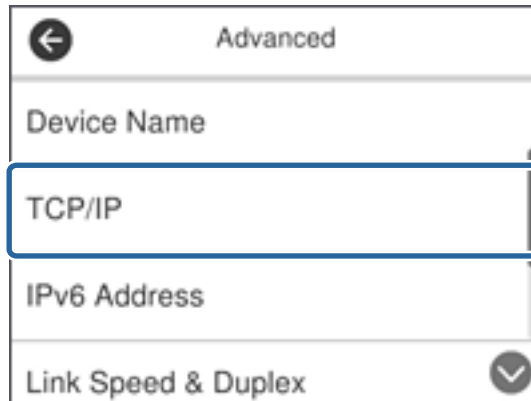 Advanced
Device Name
TCP/IP
IPv6 Address
Link Speed & Duplex